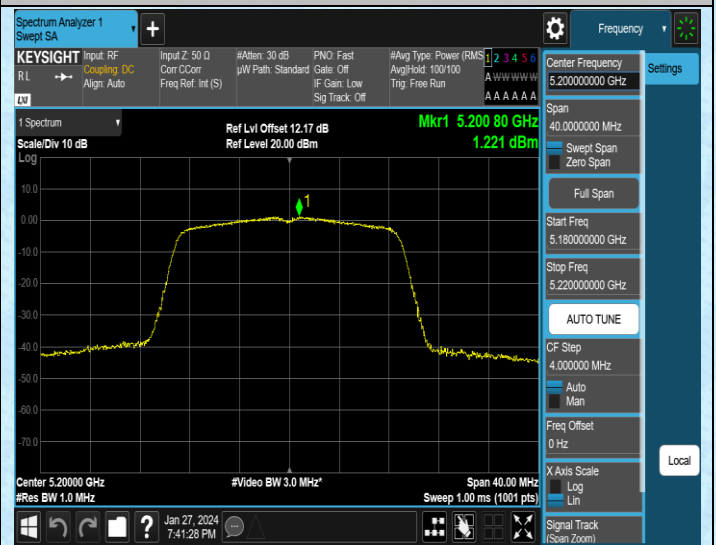 Spectrum Analyzer 1
Swept SA
+
Frequency
KEYSIGHT
RL
LXI
Input: RF
Coupling: DC
Align: Auto
Input Z: 50 Ω
Corr CCorr
Freq Ref: Int (S)
#Atten: 30 dB
µW Path: Standard
PNO: Fast
Gate: Off
IF Gain: Low
Sig Track: Off
#Avg Type: Power (RMS
Avg|Hold: 100/100
Trig: Free Run
1 2 3 4 5 6
A W W W W W
A A A A A A
1 Spectrum
Scale/Div 10 dB
Log
Ref Lvl Offset 12.17 dB
Ref Level 20.00 dBm
Mkr1 5.200 80 GHz
1.221 dBm
1
10.0
0.00
-10.0
-20.0
-30.0
-40.0
-50.0
-60.0
-70.0
Center 5.20000 GHz
#Res BW 1.0 MHz
#Video BW 3.0 MHz*
Span 40.00 MHz
Sweep 1.00 ms (1001 pts)
?
Jan 27, 2024
7:41:28 PM
Center Frequency
5.200000000 GHz
Span
40.0000000 MHz
Swept Span
Zero Span
Full Span
Start Freq
5.180000000 GHz
Stop Freq
5.220000000 GHz
AUTO TUNE
CF Step
4.000000 MHz
Auto
Man
Freq Offset
0 Hz
X Axis Scale
Log
Lin
Signal Track
(Span Zoom)
Settings
Local